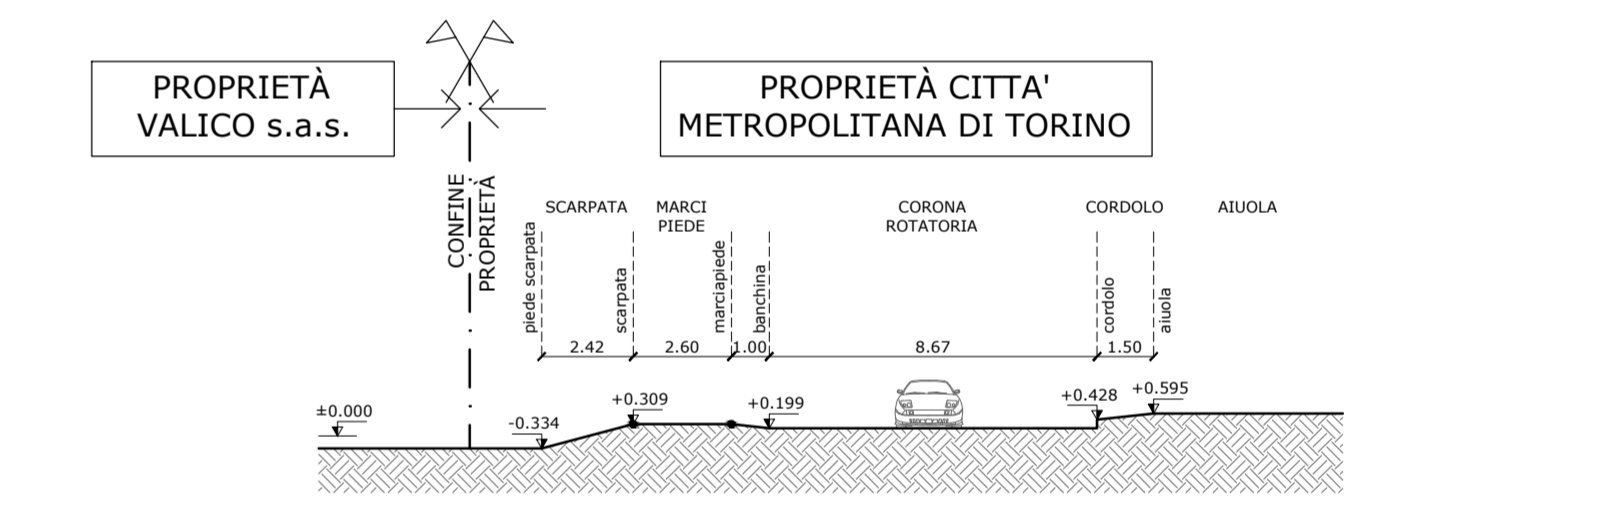 PROPRIETÀ
VALICO s.a.s.
PROPRIETÀ CITTA'
METROPOLITANA DI TORINO
CONFINE
PROPRIETÀ
SCARPATA
MARCI
PIEDE
CORONA
ROTATORIA
CORDOLO
AIUOLA
piede scarpata
scarpata
marciapiede
banchina
cordolo
aiuola
2.42
2.60
1.00
8.67
1.50
±0.000
-0.334
+0.309
+0.199
+0.428
+0.595